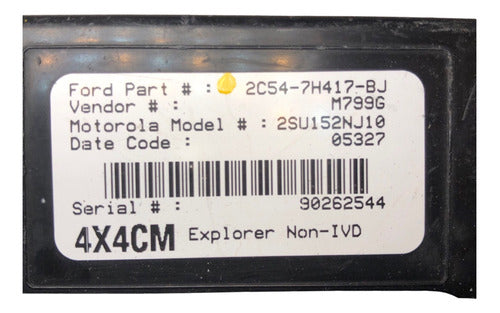 Ford Part # : 2C54-7H417-BJ
Vendor # : M799G
Motorola Model # : 2SU152NJ10
Date Code : 05327
Serial # : 90262544
4X4CM Explorer Non-IVD